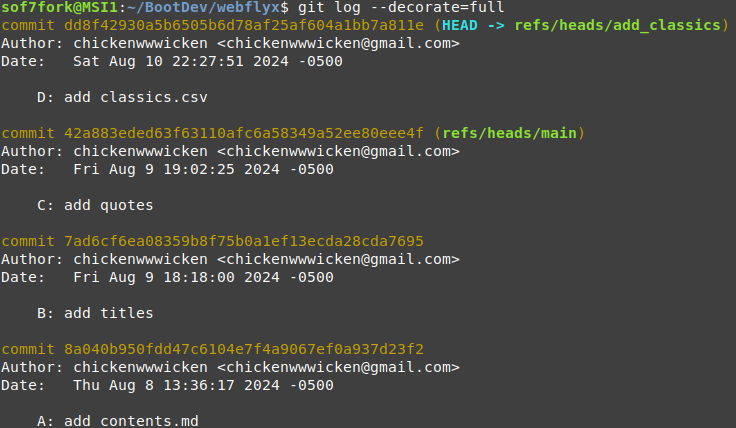 sof7fork@MSI1:~/BootDev/webflyx$ git log --decorate=full
commit dd8f42930a5b6505b6d78af25af604a1bb7a811e (HEAD -> refs/heads/add_classics)
Author: chickenwwwicken <chickenwwwicken@gmail.com>
Date:   Sat Aug 10 22:27:51 2024 -0500
    D: add classics.csv
commit 42a883eded63f63110afc6a58349a52ee80eee4f (refs/heads/main)
Author: chickenwwwicken <chickenwwwicken@gmail.com>
Date:   Fri Aug 9 19:02:25 2024 -0500
    C: add quotes
commit 7ad6cf6ea08359b8f75b0a1ef13ecda28cda7695
Author: chickenwwwicken <chickenwwwicken@gmail.com>
Date:   Fri Aug 9 18:18:00 2024 -0500
    B: add titles
commit 8a040b950fdd47c6104e7f4a9067ef0a937d23f2
Author: chickenwwwicken <chickenwwwicken@gmail.com>
Date:   Thu Aug 8 13:36:17 2024 -0500
    A: add contents.md